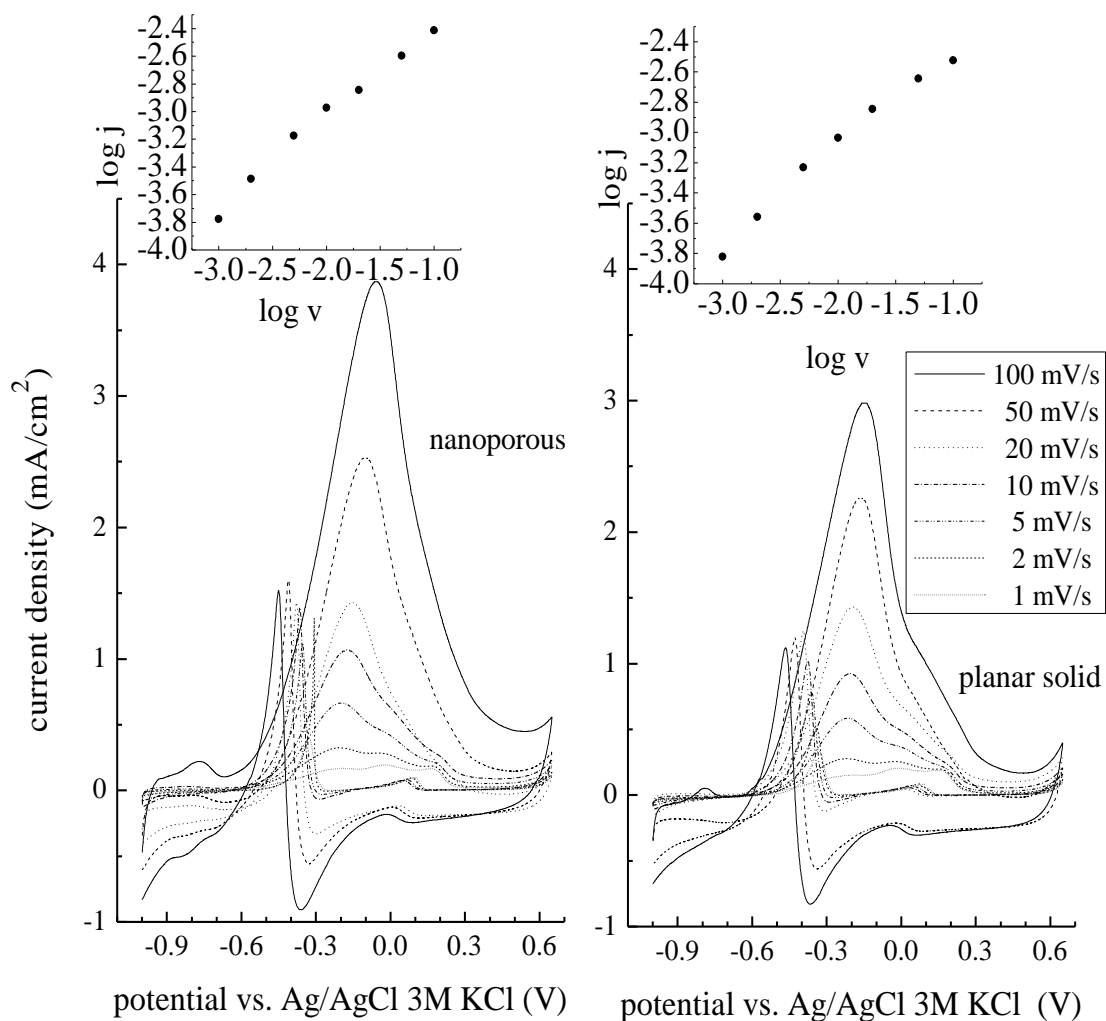 -2.4
-2.6
-2.8
-3.0
-3.2
-3.4
-3.6
-3.8
-4.0
log j
-3.0 -2.5 -2.0 -1.5 -1.0
log v
4
3
2
1
0
-1
current density (mA/cm²)
nanoporous
-0.9 -0.6 -0.3 0.0 0.3 0.6
potential vs. Ag/AgCl 3M KCl (V)
-2.4
-2.6
-2.8
-3.0
-3.2
-3.4
-3.6
-3.8
-4.0
log j
-3.0 -2.5 -2.0 -1.5 -1.0
log v
100 mV/s
50 mV/s
20 mV/s
10 mV/s
5 mV/s
2 mV/s
1 mV/s
4
3
2
1
0
-1
planar solid
-0.9 -0.6 -0.3 0.0 0.3 0.6
potential vs. Ag/AgCl 3M KCl (V)